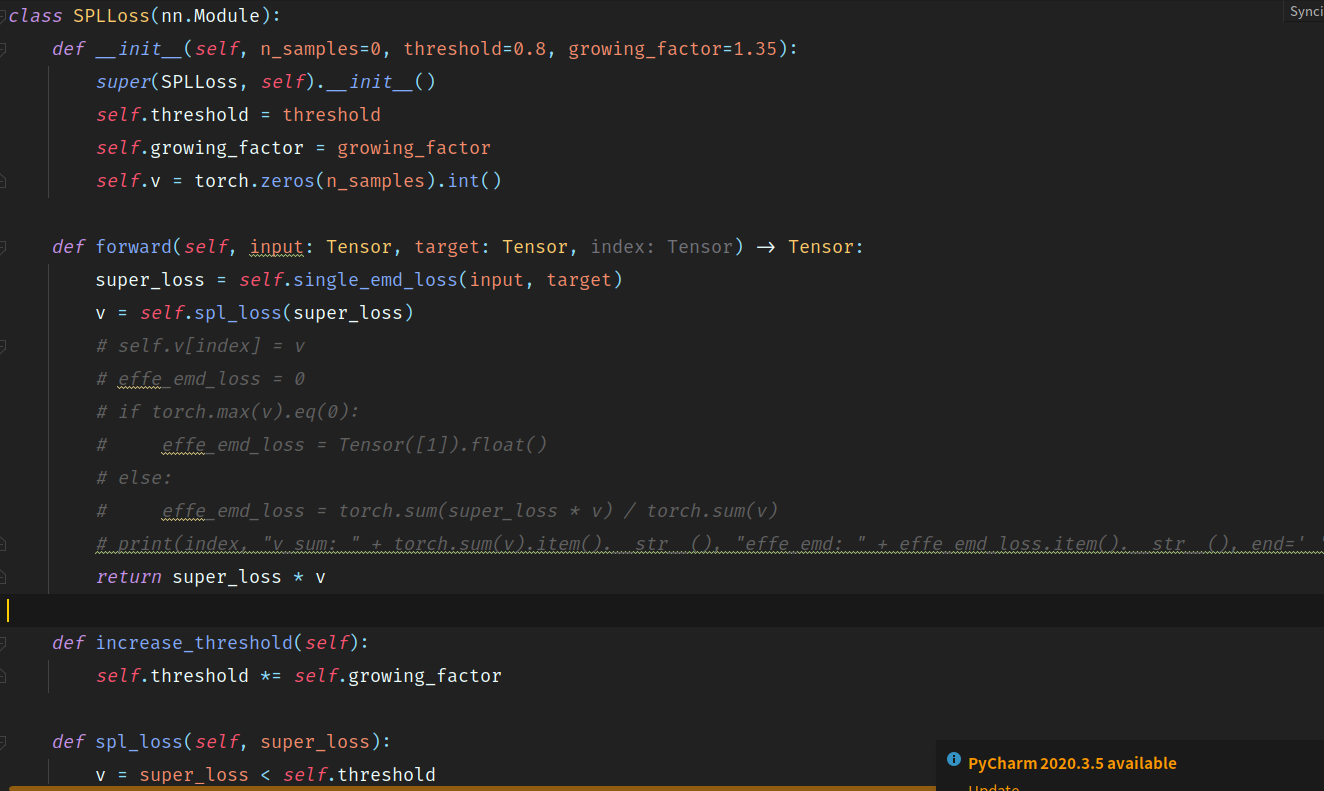 class SPLLoss(nn.Module):
Synci
    def __init__(self, n_samples=0, threshold=0.8, growing_factor=1.35):
        super(SPLLoss, self).__init__()
        self.threshold = threshold
        self.growing_factor = growing_factor
        self.v = torch.zeros(n_samples).int()
    def forward(self, input: Tensor, target: Tensor, index: Tensor) -> Tensor:
        super_loss = self.single_emd_loss(input, target)
        v = self.spl_loss(super_loss)
        # self.v[index] = v
        # effe_emd_loss = 0
        # if torch.max(v).eq(0):
        #     effe_emd_loss = Tensor([1]).float()
        # else:
        #     effe_emd_loss = torch.sum(super_loss * v) / torch.sum(v)
        # print(index, "v_sum: " + torch.sum(v).item().__str__(), "effe_emd: " + effe_emd_loss.item().__str__(), end='
        return super_loss * v
    def increase_threshold(self):
        self.threshold *= self.growing_factor
    def spl_loss(self, super_loss):
        v = super_loss < self.threshold
PyCharm 2020.3.5 available
Update